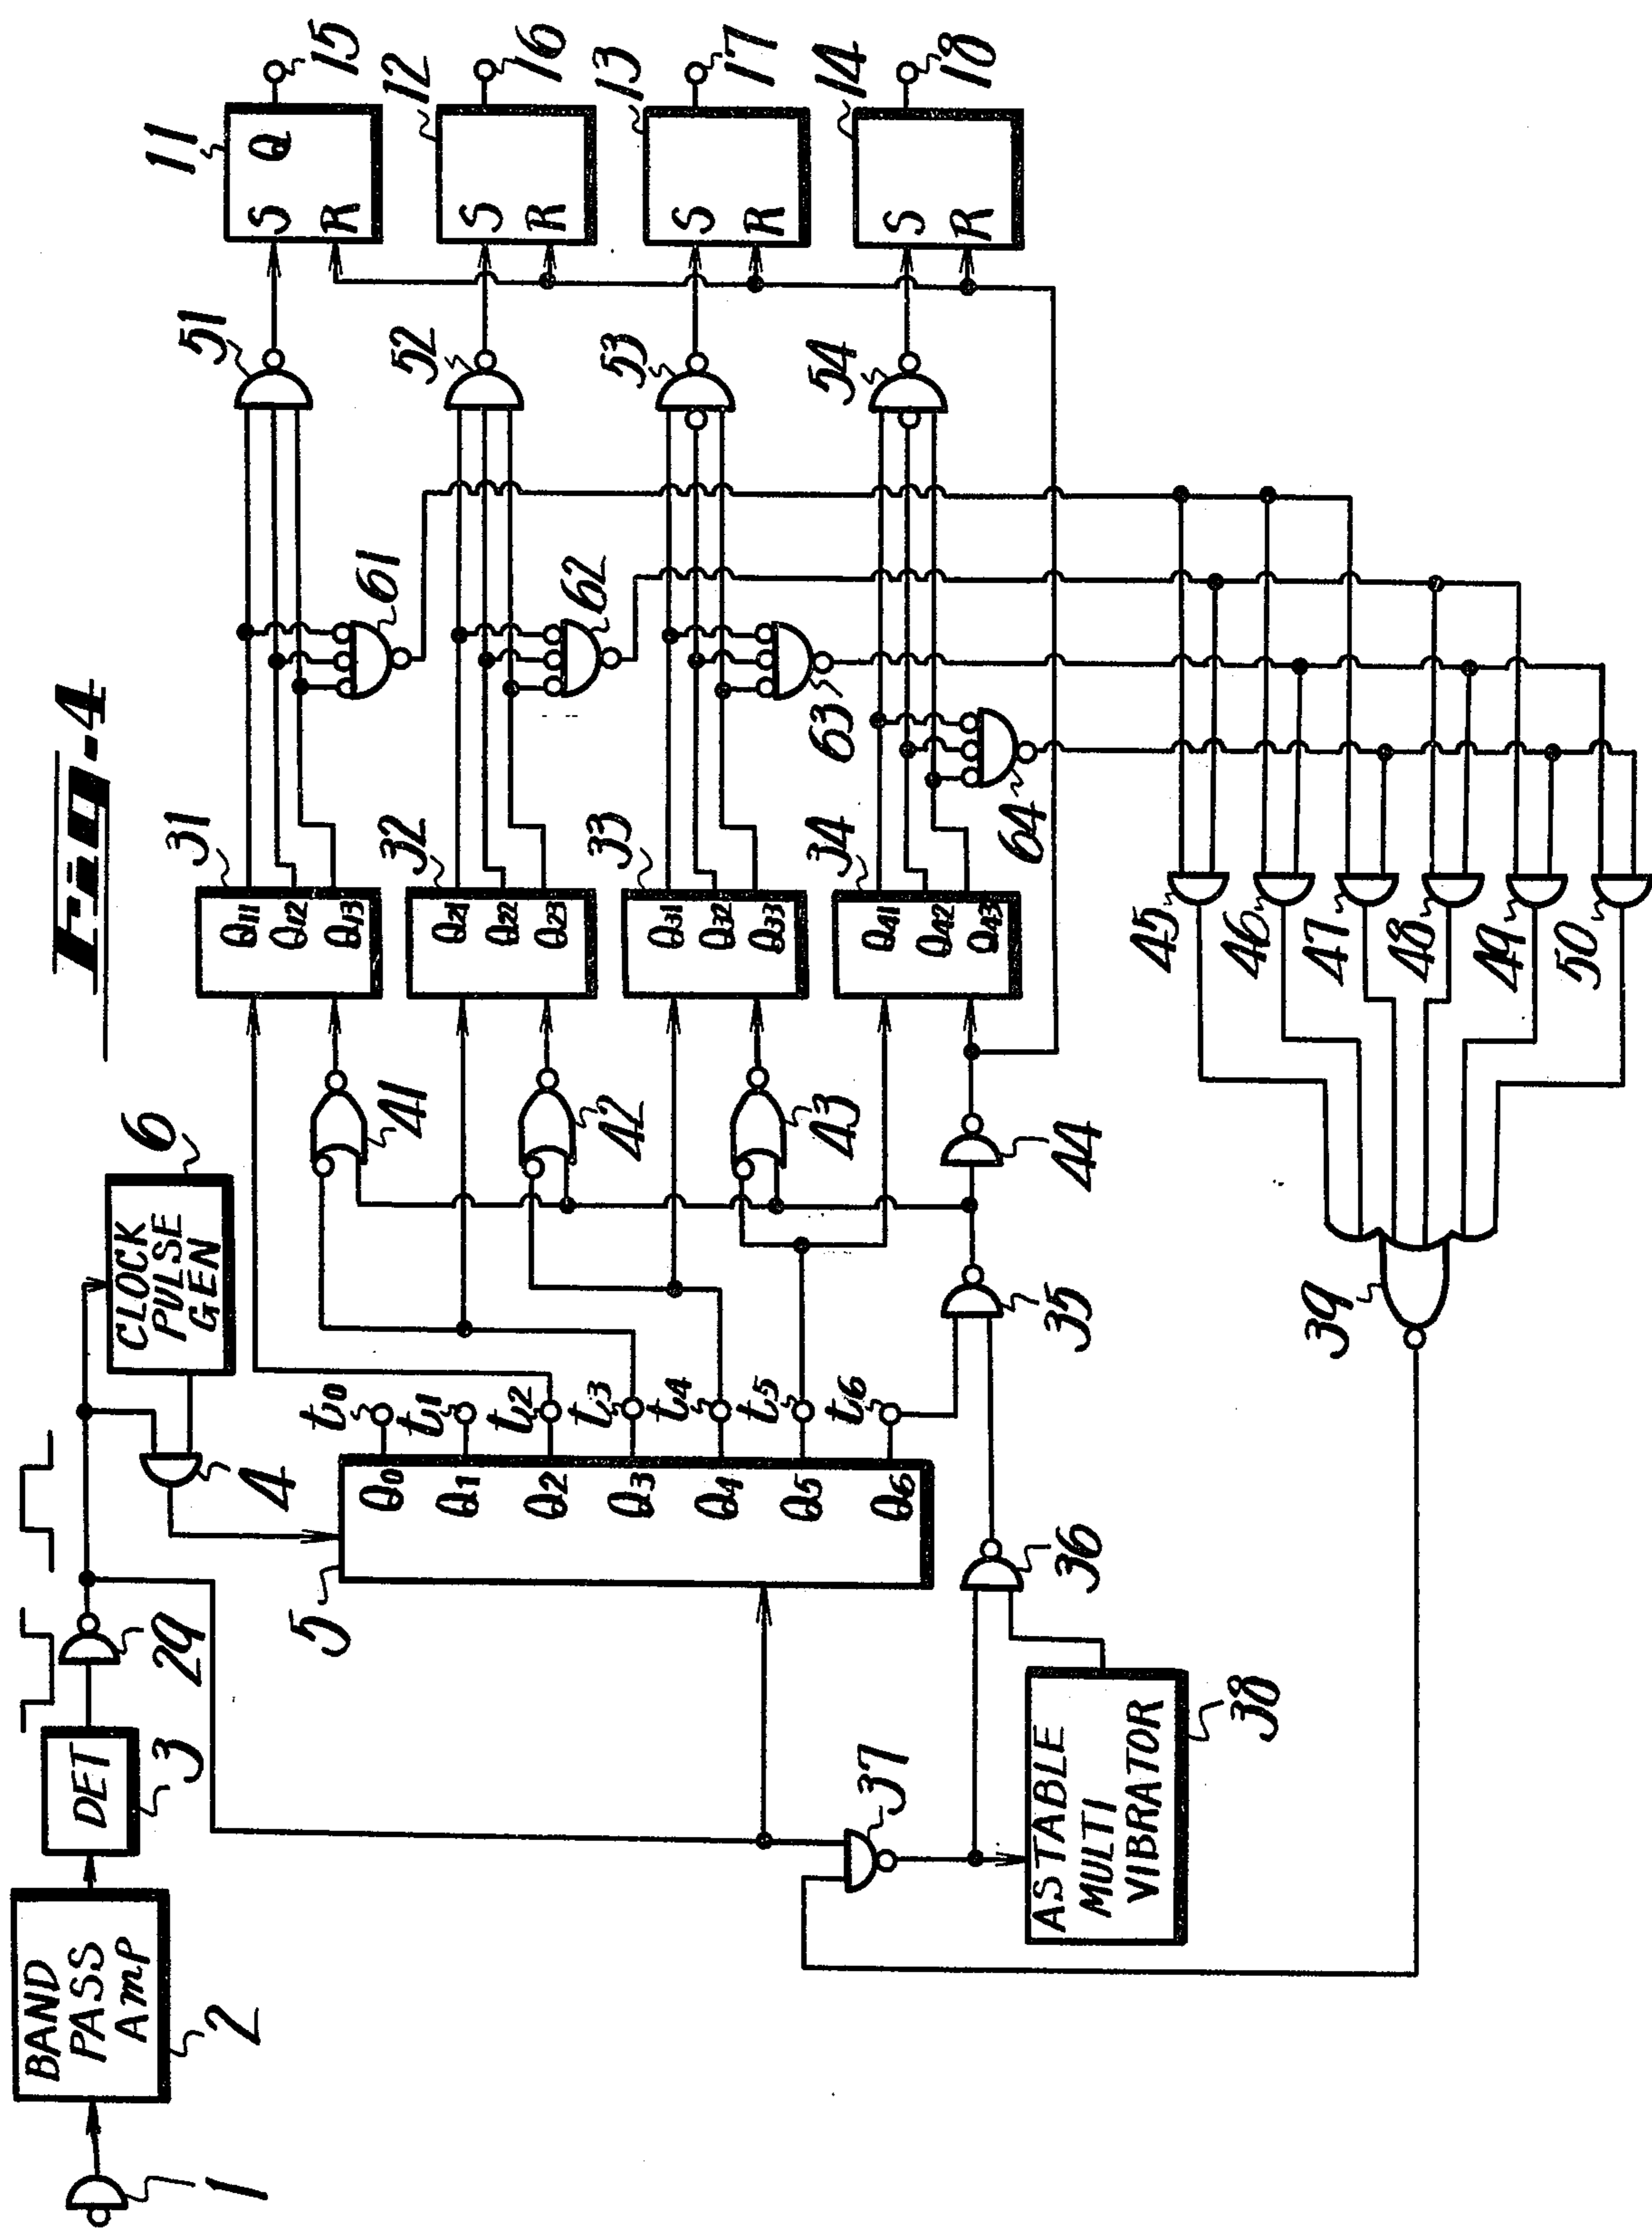 Fig-4
BAND
PASS
AMP
2
1
DET
3
29
4
CLOCK
PULSE
GEN
6
5
Q0
Q1
Q2
Q3
Q4
Q5
Q6
t0
t1
t2
t3
t4
t5
t6
37
36
35
ASTABLE
MULTI
VIBRATOR
38
39
41
42
43
44
31
Q11
Q12
Q13
32
Q21
Q22
Q23
33
Q31
Q32
Q33
34
Q41
Q42
Q43
61
62
63
64
45
46
47
48
49
50
51
52
53
54
11
S
Q
R
15
12
S
R
16
13
S
R
17
14
S
R
18